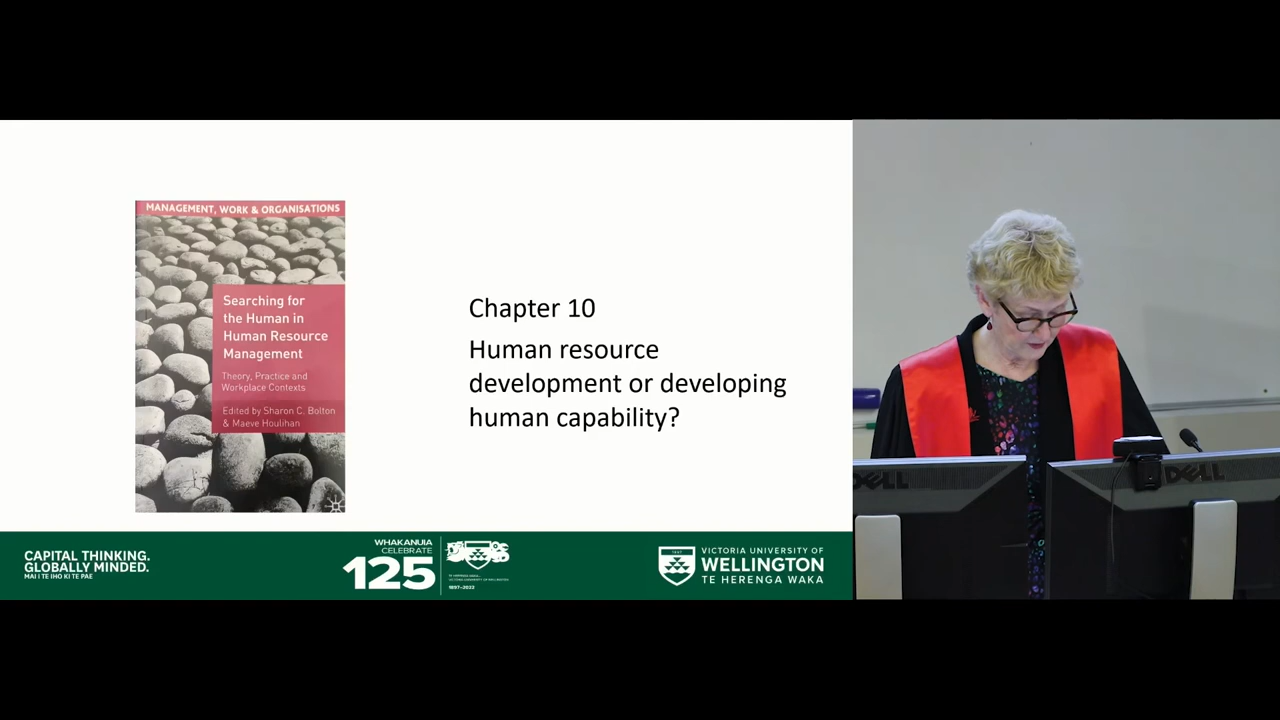 MANAGEMENT, WORK & ORGANISATIONS
Searching for
the Human in
Human Resource
Management
Theory, Practice and
Workplace Contexts
Edited by Sharon C. Bolton
& Maeve Houlihan
Chapter 10
Human resource
development or developing
human capability?
CAPITAL THINKING.
GLOBALLY MINDED.
MAI I TE IHO KI TE PAE
WHAKANUIA
CELEBRATE
125
1897–2022
VICTORIA UNIVERSITY OF
WELLINGTON
TE HERENGA WAKA
DELL
DELL